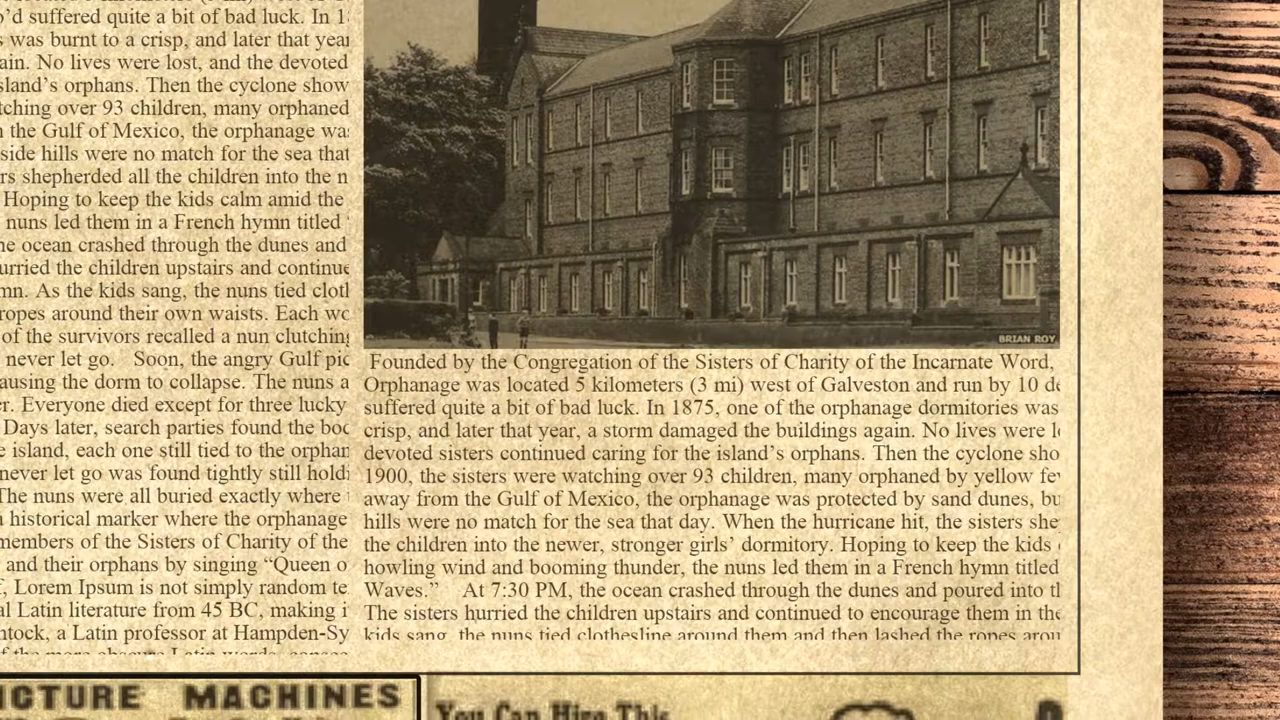 'd suffered quite a bit of bad luck. In
was burnt to a crisp, and later that year
ain. No lives were lost, and the devoted
sland's orphans. Then the cyclone show
tching over 93 children, many orphaned
the Gulf of Mexico, the orphanage was
side hills were no match for the sea that
rs shepherded all the children into the n
Hoping to keep the kids calm amid the
nuns led them in a French hymn titled
ne ocean crashed through the dunes and
urried the children upstairs and continue
mn. As the kids sang, the nuns tied cloth
ropes around their own waists. Each wo
of the survivors recalled a nun clutching
never let go. Soon, the angry Gulf pic
ausing the dorm to collapse. The nuns a
er. Everyone died except for three lucky
Days later, search parties found the bod
e island, each one still tied to the orphan
never let go was found tightly still holdi
The nuns were all buried exactly where
a historical marker where the orphanage
members of the Sisters of Charity of the
and their orphans by singing “Queen o
f, Lorem Ipsum is not simply random te
al Latin literature from 45 BC, making i
ntock, a Latin professor at Hampden-Sy
f the more obscure Latin words, consec
BRIAN ROY
Founded by the Congregation of the Sisters of Charity of the Incarnate Word,
Orphanage was located 5 kilometers (3 mi) west of Galveston and run by 10 de
suffered quite a bit of bad luck. In 1875, one of the orphanage dormitories was
crisp, and later that year, a storm damaged the buildings again. No lives were lo
devoted sisters continued caring for the island's orphans. Then the cyclone sho
1900, the sisters were watching over 93 children, many orphaned by yellow fev
away from the Gulf of Mexico, the orphanage was protected by sand dunes, bu
hills were no match for the sea that day. When the hurricane hit, the sisters she
the children into the newer, stronger girls' dormitory. Hoping to keep the kids
howling wind and booming thunder, the nuns led them in a French hymn titled
Waves.” At 7:30 PM, the ocean crashed through the dunes and poured into th
The sisters hurried the children upstairs and continued to encourage them in the
kids sang, the nuns tied clothesline around them and then lashed the ropes arou
ICTURE MACHINES
You Can Hire This